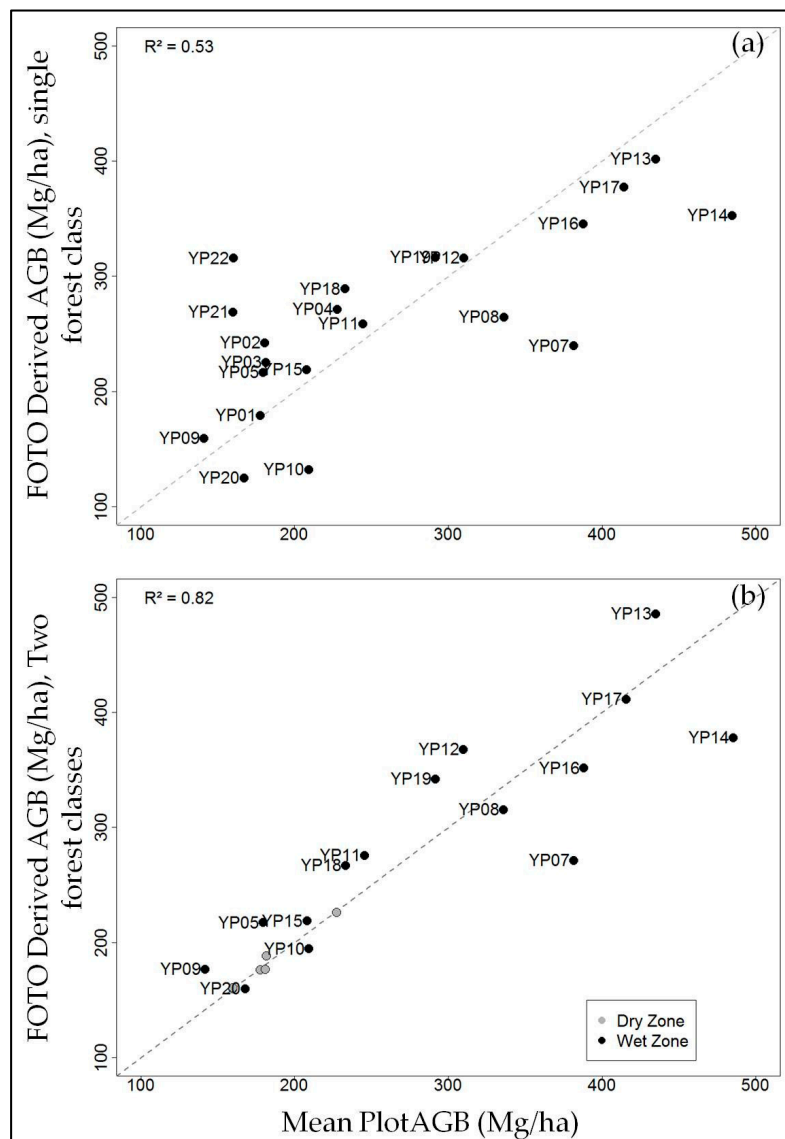 R² = 0.53
(a)
FOTO Derived AGB (Mg/ha), single
forest class
500
400
300
200
100
YP13
YP17
YP14
YP16
YP22
YP19
YP12
YP18
YP21
YP04
YP11
YP08
YP02
YP07
YP03
YP05
YP15
YP01
YP09
YP20
YP10
100 200 300 400 500
R² = 0.82
(b)
FOTO Derived AGB (Mg/ha), Two
forest classes
500
400
300
200
100
YP13
YP17
YP14
YP12
YP16
YP19
YP08
YP11
YP07
YP18
YP05
YP15
YP10
YP09
YP20
Dry Zone
Wet Zone
100 200 300 400 500
Mean PlotAGB (Mg/ha)